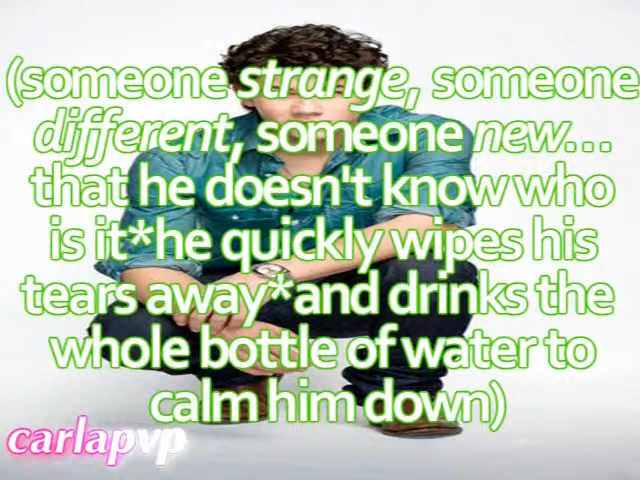 (someone strange, someone
different, someone new...
that he doesn't know who
is it*he quickly wipes his
tears away*and drinks the
whole bottle of water to
calm him down)
carlapvp